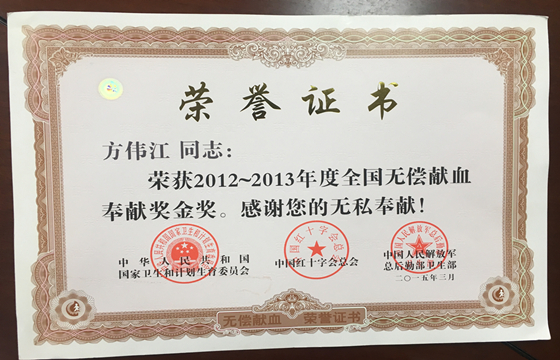 荣誉证书
方伟江 同志：
荣获2012~2013年度全国无偿献血
奉献奖金奖。感谢您的无私奉献！
中华人民共和国
国家卫生和计划生育委员会
中国红十字会总会
中国人民解放军
总后勤部卫生部
二〇一五年三月
无偿献血 荣誉证书